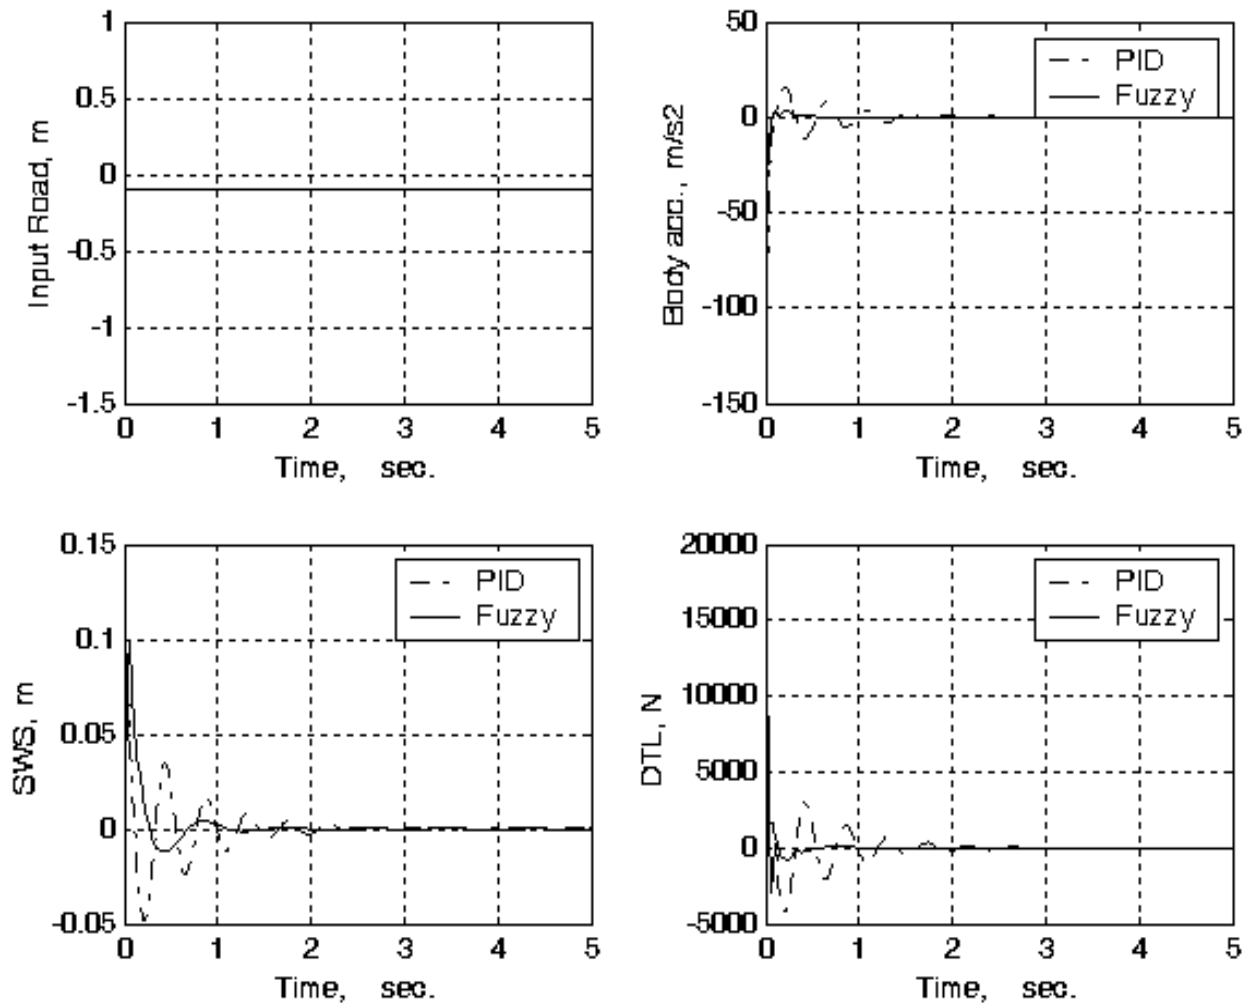 1
0.5
0
-0.5
-1
-1.5
Input Road, m
0 1 2 3 4 5
Time, sec.
50
0
-50
-100
-150
Body acc., m/s2
PID
Fuzzy
0 1 2 3 4 5
Time, sec.
0.15
0.1
0.05
0
-0.05
SWS, m
PID
Fuzzy
0 1 2 3 4 5
Time, sec.
20000
15000
10000
5000
0
-5000
DTL, N
PID
Fuzzy
0 1 2 3 4 5
Time, sec.